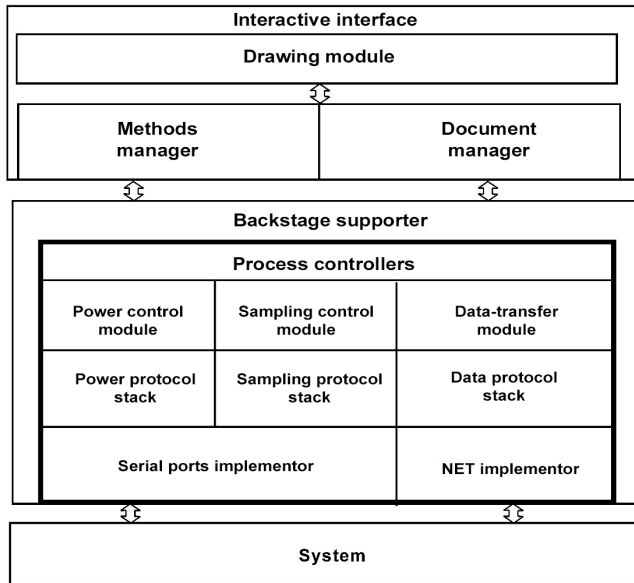 Interactive interface
Drawing module
Methods
manager
Document
manager
Backstage supporter
Process controllers
Power control
module
Sampling control
module
Data-transfer
module
Power protocol
stack
Sampling protocol
stack
Data protocol
stack
Serial ports implementor
NET implementor
System